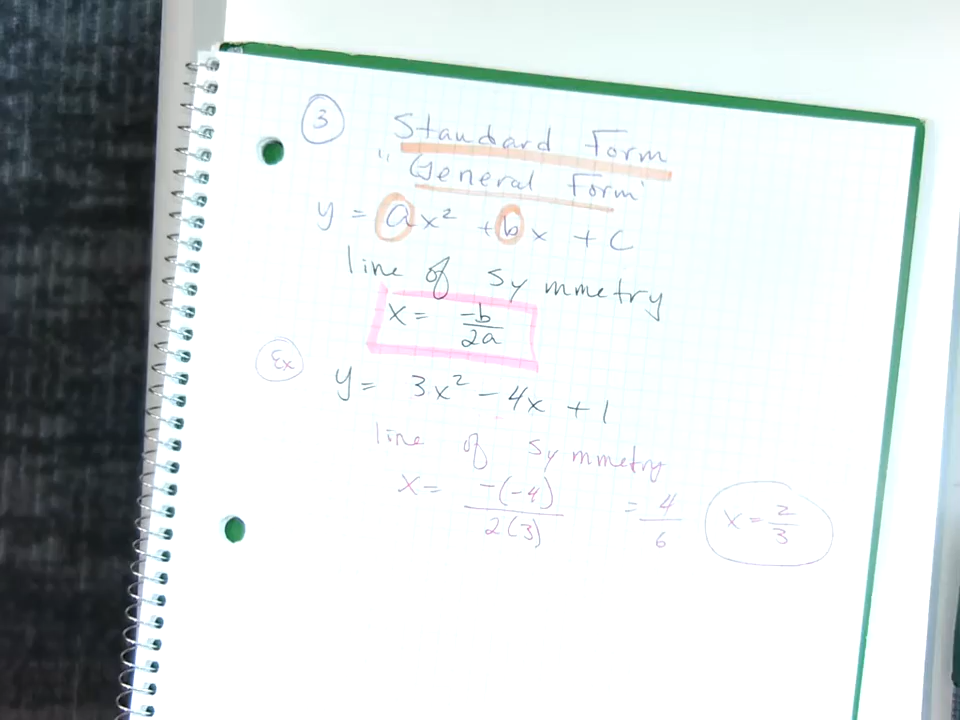 3 Standard Form
"General Form"
y = ax² + bx + c
line of symmetry
x = -b/2a
Ex
y = 3x² - 4x + 1
line of symmetry
x = -(-4)/2(3) = 4/6 x = 2/3